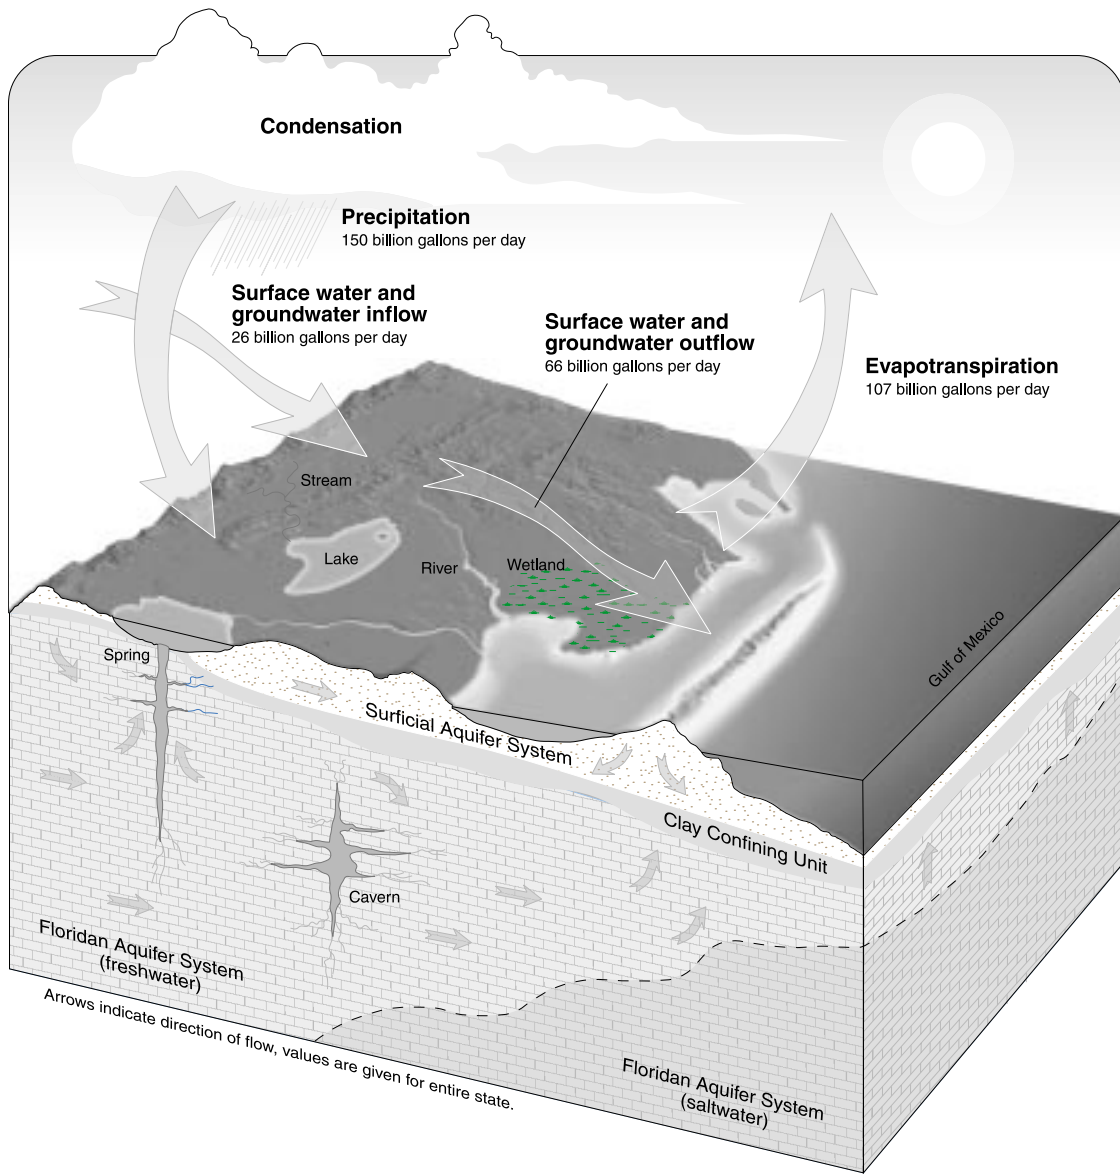 Condensation
Precipitation
150 billion gallons per day
Surface water and
groundwater inflow
26 billion gallons per day
Surface water and
groundwater outflow
66 billion gallons per day
Evapotranspiration
107 billion gallons per day
Stream
Lake
River
Wetland
Gulf of Mexico
Spring
Surficial Aquifer System
Clay Confining Unit
Cavern
Floridan Aquifer System
(freshwater)
Floridan Aquifer System
(saltwater)
Arrows indicate direction of flow, values are given for entire state.